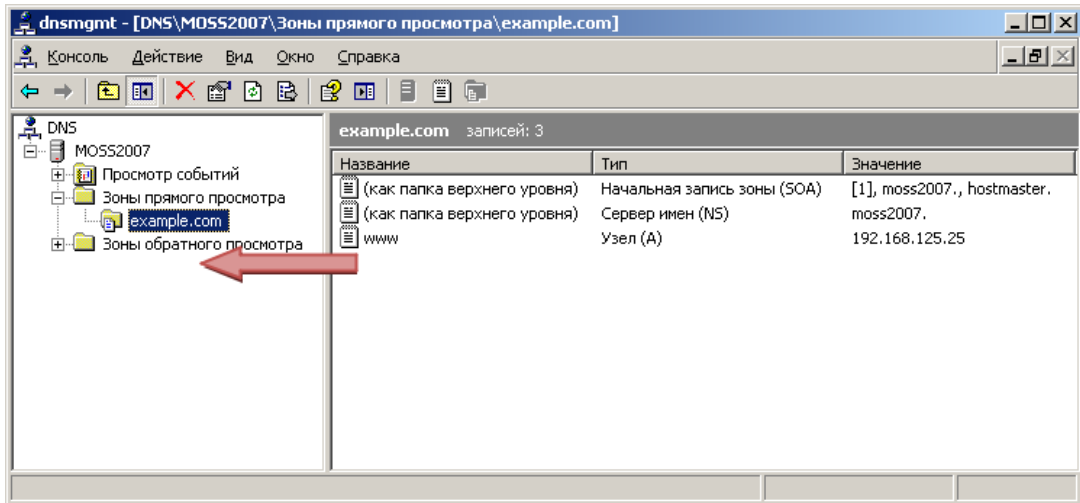 dnsmgmt - [DNS\MOSS2007\Зоны прямого просмотра\example.com]
Консоль Действие Вид Окно Справка
DNS
MOSS2007
Просмотр событий
Зоны прямого просмотра
example.com
Зоны обратного просмотра
example.com записей: 3
Название Тип Значение
(как папка верхнего уровня) Начальная запись зоны (SOA) [1], moss2007., hostmaster.
(как папка верхнего уровня) Сервер имен (NS) moss2007.
www Узел (A) 192.168.125.25